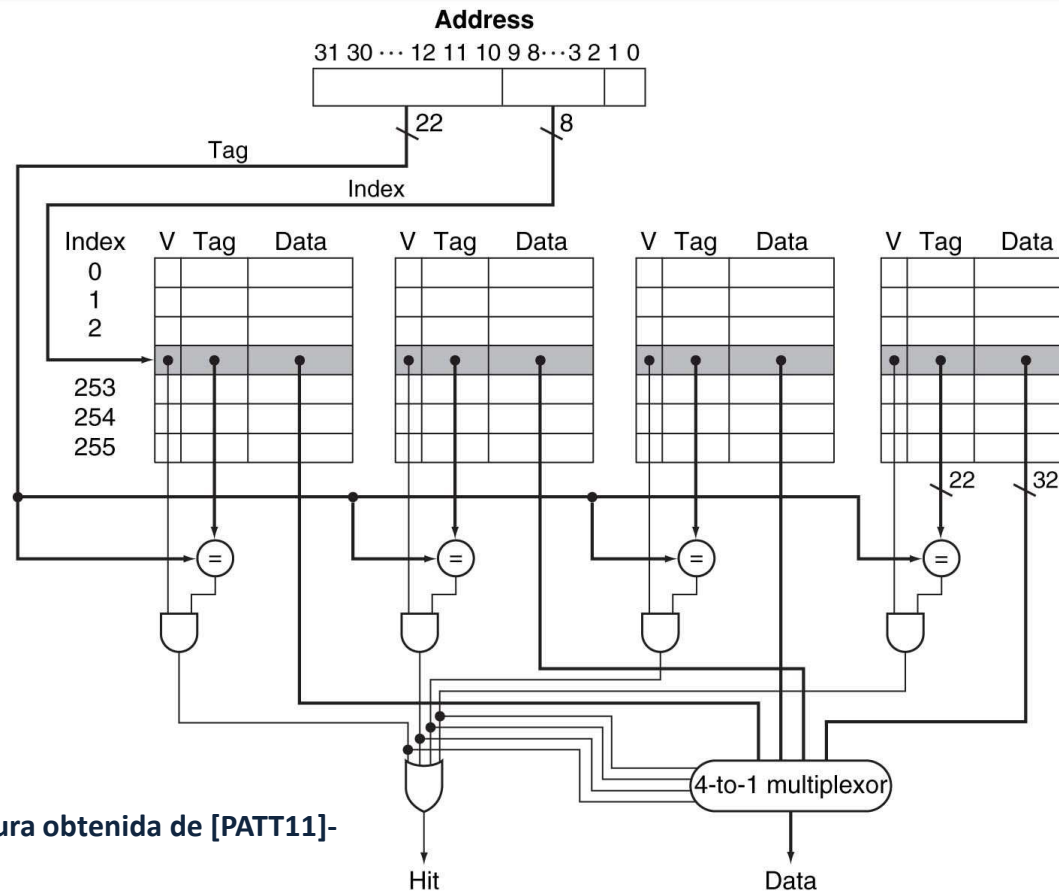 Address
31 30 ··· 12 11 10 9 8···3 2 1 0
22
8
Tag
Index
Index V Tag Data V Tag Data V Tag Data V Tag Data
0
1
2
253
254
255
22
32
= = = =
4-to-1 multiplexor
ura obtenida de [PATT11]-
Hit
Data